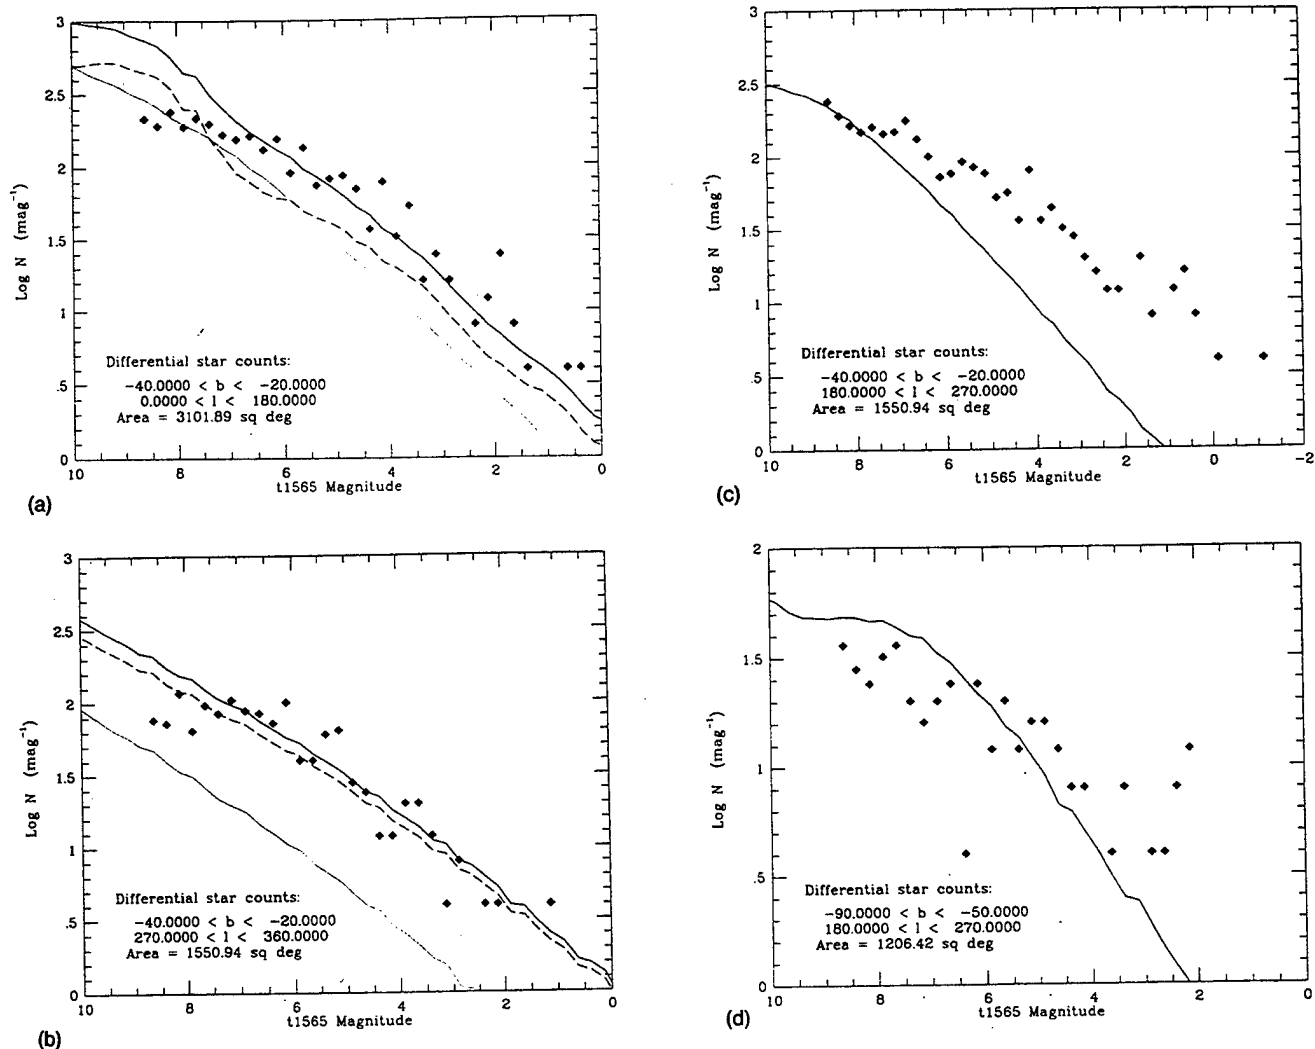 3
2.5
2
1.5
1
.5
0
Log N (mag⁻¹)
Differential star counts:
-40.0000 < b < -20.0000
0.0000 < l < 180.0000
Area = 3101.89 sq deg
10 8 6 4 2 0
t1565 Magnitude
(a)
3
2.5
2
1.5
1
.5
0
Log N (mag⁻¹)
Differential star counts:
-40.0000 < b < -20.0000
180.0000 < l < 270.0000
Area = 1550.94 sq deg
10 8 6 4 2 0 -2
t1565 Magnitude
(c)
3
2.5
2
1.5
1
.5
0
Log N (mag⁻¹)
Differential star counts:
-40.0000 < b < -20.0000
270.0000 < l < 360.0000
Area = 1550.94 sq deg
10 8 6 4 2 0
t1565 Magnitude
(b)
2
1.5
1
.5
0
Log N (mag⁻¹)
Differential star counts:
-90.0000 < b < -50.0000
180.0000 < l < 270.0000
Area = 1206.42 sq deg
10 8 6 4 2 0
t1565 Magnitude
(d)